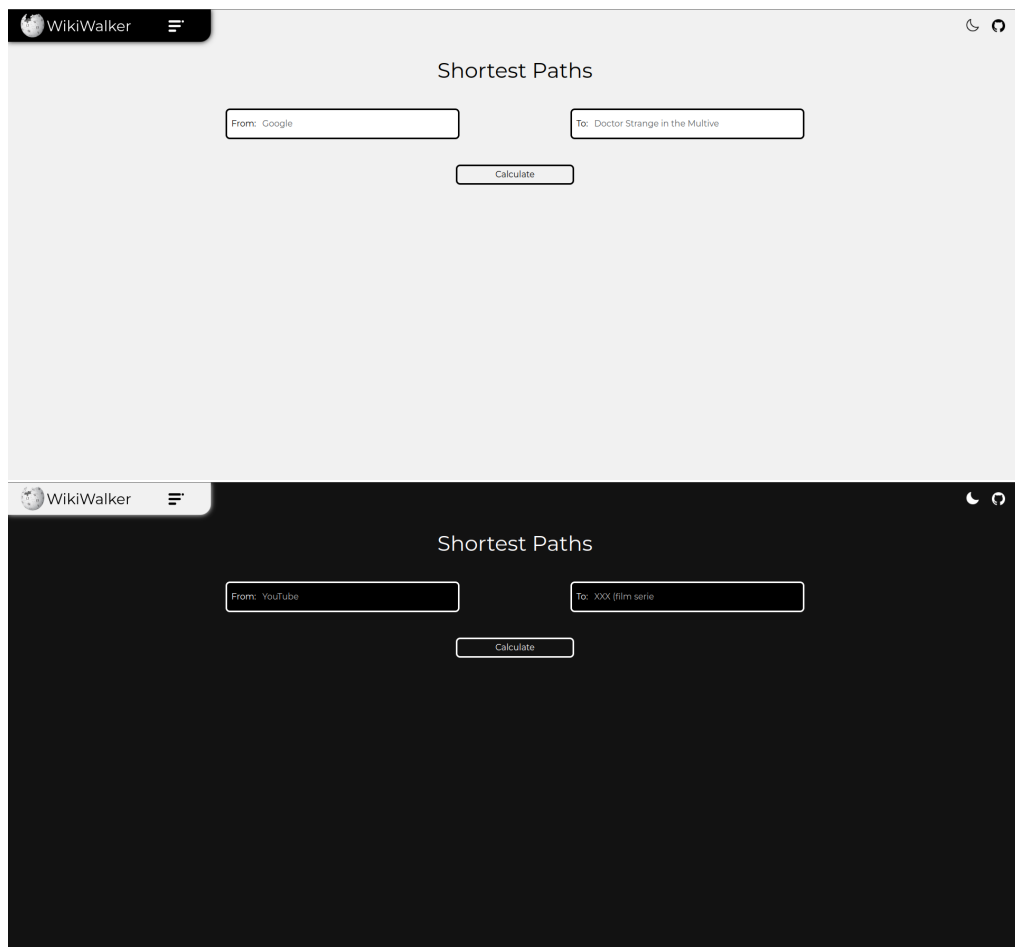 WikiWalker
Shortest Paths
From: Google
To: Doctor Strange in the Multive
Calculate
WikiWalker
Shortest Paths
From: YouTube
To: XXX (film serie
Calculate